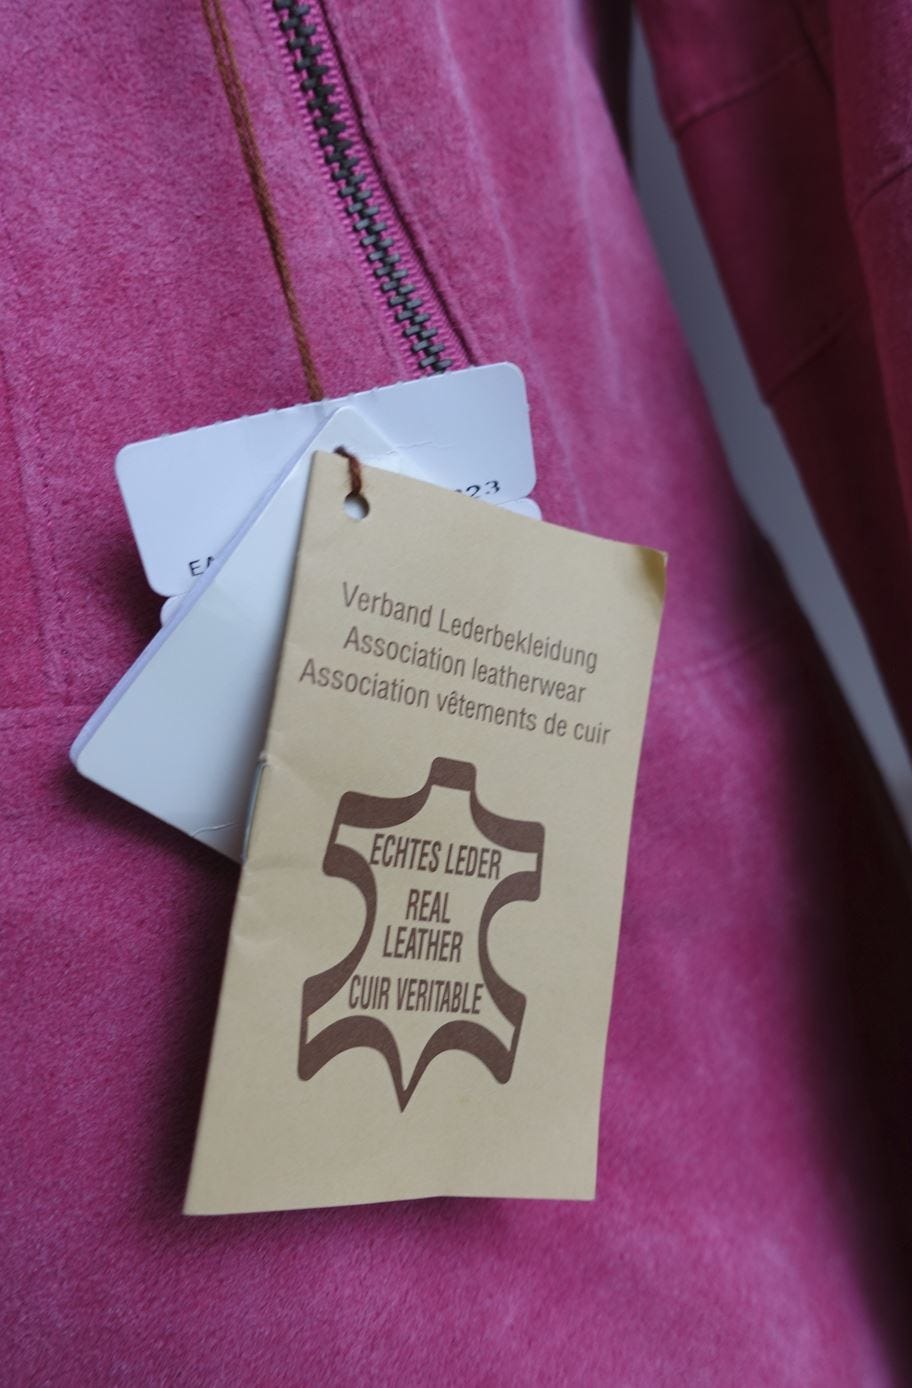 Verband Lederbekleidung
Association leatherwear
Association vêtements de cuir
ECHTES LEDER
REAL
LEATHER
CUIR VERITABLE